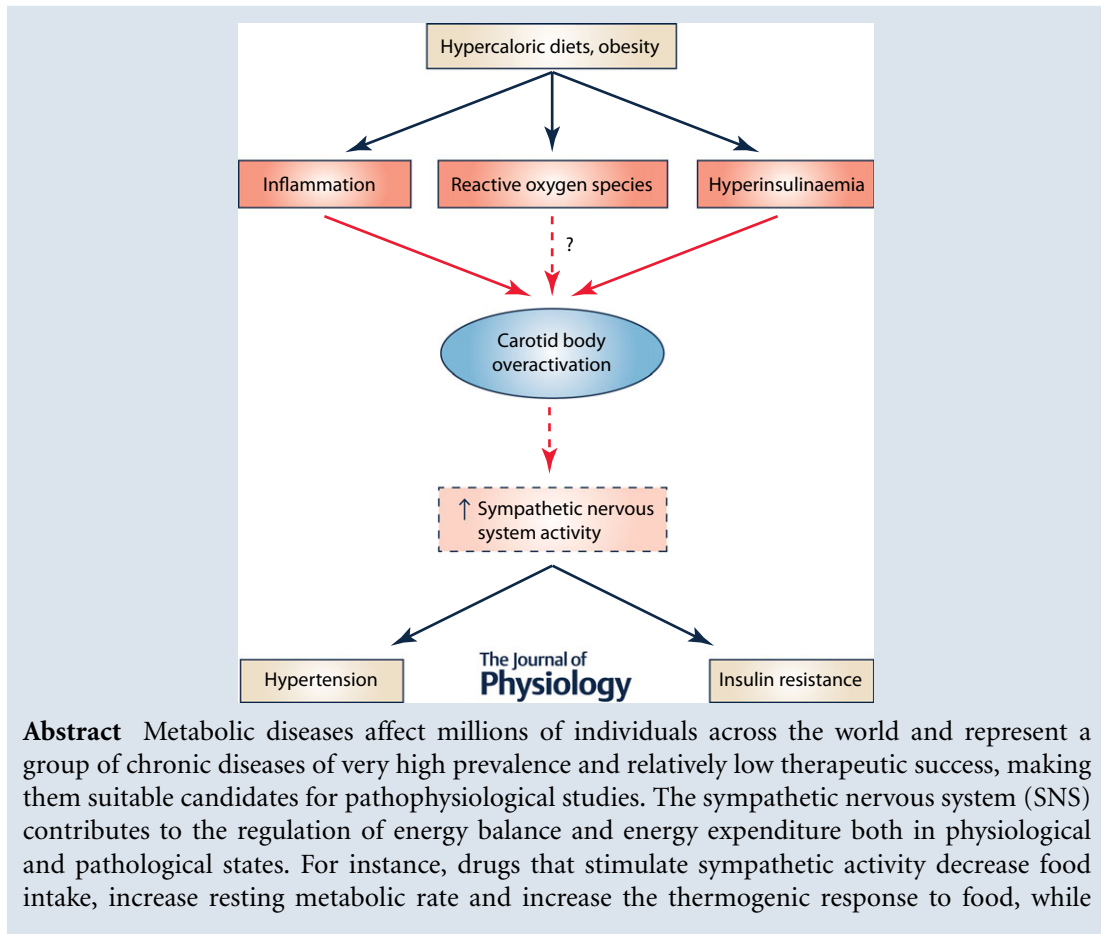 Hypercaloric diets, obesity
Inflammation
Reactive oxygen species
Hyperinsulinaemia
?
Carotid body
overactivation
↑ Sympathetic nervous
system activity
Hypertension
The Journal of
Physiology
Insulin resistance
Abstract Metabolic diseases affect millions of individuals across the world and represent a
group of chronic diseases of very high prevalence and relatively low therapeutic success, making
them suitable candidates for pathophysiological studies. The sympathetic nervous system (SNS)
contributes to the regulation of energy balance and energy expenditure both in physiological
and pathological states. For instance, drugs that stimulate sympathetic activity decrease food
intake, increase resting metabolic rate and increase the thermogenic response to food, while